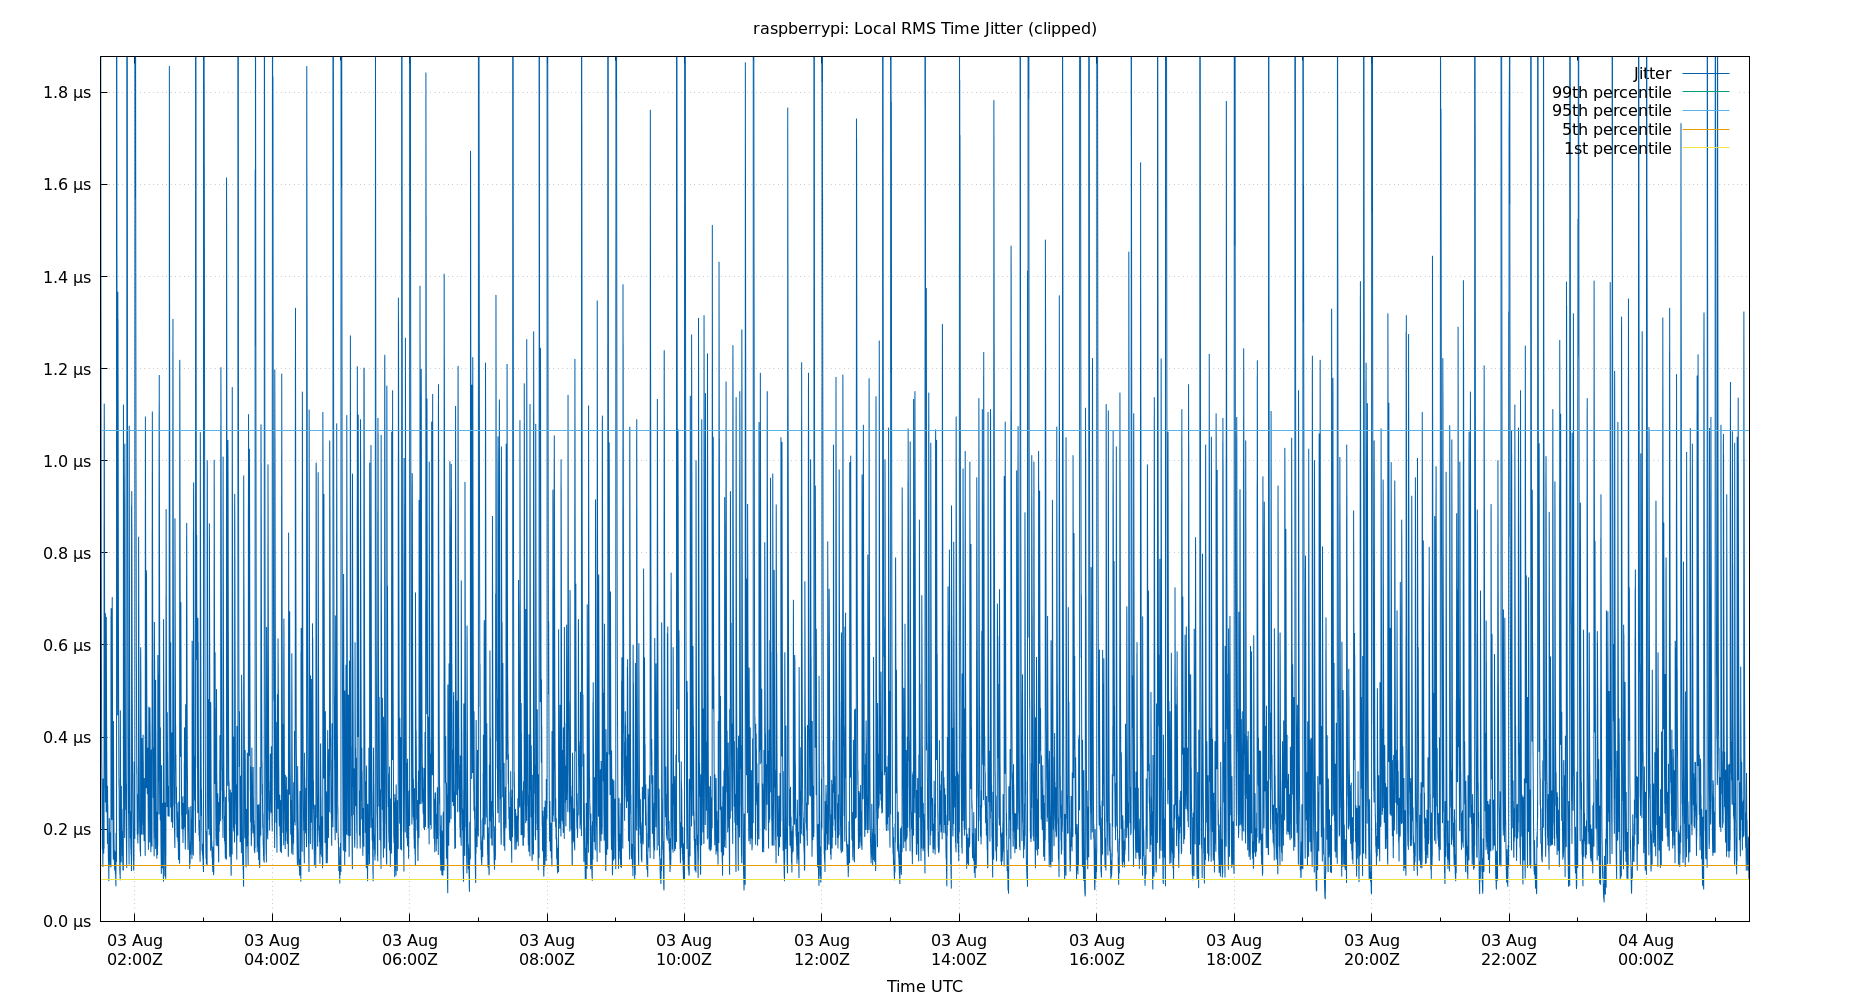 raspberrypi: Local RMS Time Jitter (clipped)
Jitter
99th percentile
95th percentile
5th percentile
1st percentile
1.8 µs
1.6 µs
1.4 µs
1.2 µs
1.0 µs
0.8 µs
0.6 µs
0.4 µs
0.2 µs
0.0 µs
03 Aug 03 Aug 03 Aug 03 Aug 03 Aug 03 Aug 03 Aug 03 Aug 03 Aug 03 Aug 03 Aug 04 Aug
02:00Z 04:00Z 06:00Z 08:00Z 10:00Z 12:00Z 14:00Z 16:00Z 18:00Z 20:00Z 22:00Z 00:00Z
Time UTC